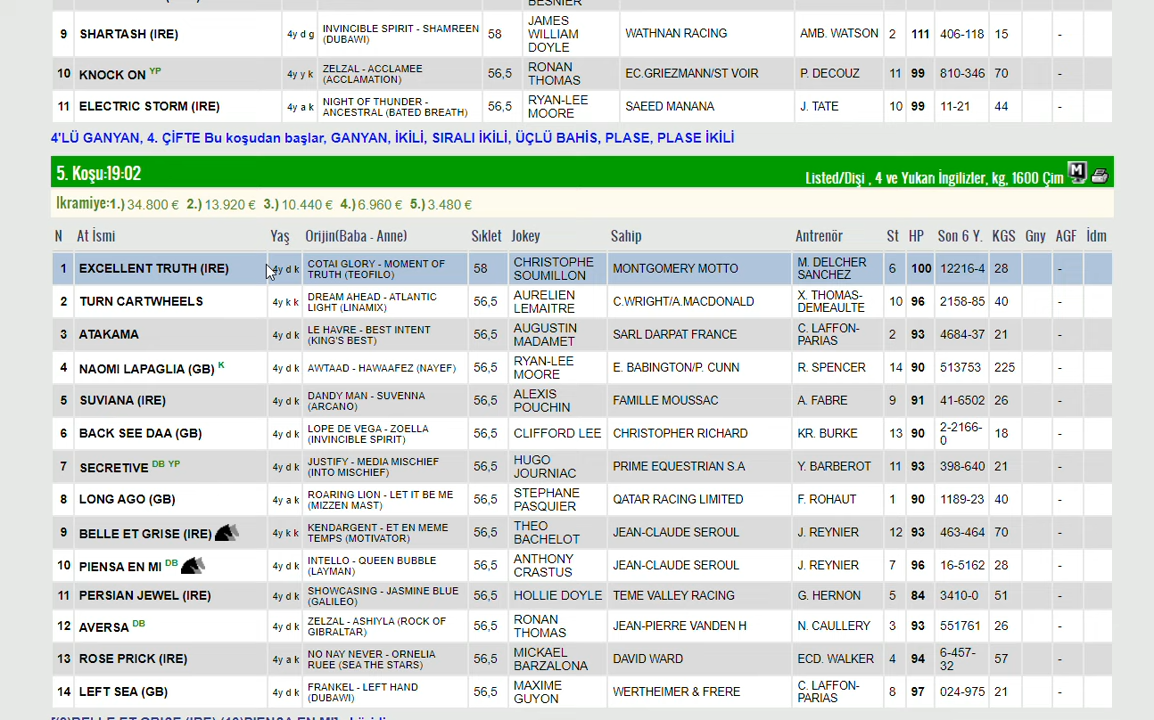 BESNIER
9 SHARTASH (IRE) 4y d g INVINCIBLE SPIRIT - SHAMREEN (DUBAWI) 58 JAMES WILLIAM DOYLE WATHNAN RACING AMB. WATSON 2 111 406-118 15 -
10 KNOCK ON YP 4y y k ZELZAL - ACCLAMEE (ACCLAMATION) 56,5 RONAN THOMAS EC.GRIEZMANN/ST VOIR P. DECOUZ 11 99 810-346 70 -
11 ELECTRIC STORM (IRE) 4y a k NIGHT OF THUNDER - ANCESTRAL (BATED BREATH) 56,5 RYAN-LEE MOORE SAEED MANANA J. TATE 10 99 11-21 44 -
4'LÜ GANYAN, 4. ÇİFTE Bu koşudan başlar, GANYAN, İKİLİ, SIRALI İKİLİ, ÜÇLÜ BAHİS, PLASE, PLASE İKİLİ
5. Koşu:19:02 Listed/Dişi , 4 ve Yukarı İngilizler, kg, 1600 Çim M
Ikramiye:1.) 34.800 € 2.) 13.920 € 3.) 10.440 € 4.) 6.960 € 5.) 3.480 €
N At İsmi Yaş Orijin(Baba - Anne) Sıklet Jokey Sahip Antrenör St HP Son 6 Y. KGS Gny AGF İdm
1 EXCELLENT TRUTH (IRE) 4y d k COTAI GLORY - MOMENT OF TRUTH (TEOFILO) 58 CHRISTOPHE SOUMILLON MONTGOMERY MOTTO M. DELCHER SANCHEZ 6 100 12216-4 28 -
2 TURN CARTWHEELS 4y k k DREAM AHEAD - ATLANTIC LIGHT (LINAMIX) 56,5 AURELIEN LEMAITRE C.WRIGHT/A.MACDONALD X. THOMAS-DEMEAULTE 10 96 2158-85 40 -
3 ATAKAMA 4y d k LE HAVRE - BEST INTENT (KING'S BEST) 56,5 AUGUSTIN MADAMET SARL DARPAT FRANCE C. LAFFON-PARIAS 2 93 4684-37 21 -
4 NAOMI LAPAGLIA (GB) K 4y d k AWTAAD - HAWAAFEZ (NAYEF) 56,5 RYAN-LEE MOORE E. BABINGTON/P. CUNN R. SPENCER 14 90 513753 225 -
5 SUVIANA (IRE) 4y d k DANDY MAN - SUVENNA (ARCANO) 56,5 ALEXIS POUCHIN FAMILLE MOUSSAC A. FABRE 9 91 41-6502 26 -
6 BACK SEE DAA (GB) 4y d k LOPE DE VEGA - ZOELLA (INVINCIBLE SPIRIT) 56,5 CLIFFORD LEE CHRISTOPHER RICHARD KR. BURKE 13 90 2-2166-0 18 -
7 SECRETIVE DB YP 4y d k JUSTIFY - MEDIA MISCHIEF (INTO MISCHIEF) 56,5 HUGO JOURNIAC PRIME EQUESTRIAN S.A Y. BARBEROT 11 93 398-640 21 -
8 LONG AGO (GB) 4y a k ROARING LION - LET IT BE ME (MIZZEN MAST) 56,5 STEPHANE PASQUIER QATAR RACING LIMITED F. ROHAUT 1 90 1189-23 40 -
9 BELLE ET GRISE (IRE) 4y k k KENDARGENT - ET EN MEME TEMPS (MOTIVATOR) 56,5 THEO BACHELOT JEAN-CLAUDE SEROUL J. REYNIER 12 93 463-464 70 -
10 PIENSA EN MI DB 4y d k INTELLO - QUEEN BUBBLE (LAYMAN) 56,5 ANTHONY CRASTUS JEAN-CLAUDE SEROUL J. REYNIER 7 96 16-5162 28 -
11 PERSIAN JEWEL (IRE) 4y d k SHOWCASING - JASMINE BLUE (GALILEO) 56,5 HOLLIE DOYLE TEME VALLEY RACING G. HERNON 5 84 3410-0 51 -
12 AVERSA DB 4y d k ZELZAL - ASHIYLA (ROCK OF GIBRALTAR) 56,5 RONAN THOMAS JEAN-PIERRE VANDEN H N. CAULLERY 3 93 551761 26 -
13 ROSE PRICK (IRE) 4y a k NO NAY NEVER - ORNELIA RUEE (SEA THE STARS) 56,5 MICKAEL BARZALONA DAVID WARD ECD. WALKER 4 94 6-457-32 57 -
14 LEFT SEA (GB) 4y d k FRANKEL - LEFT HAND (DUBAWI) 56,5 MAXIME GUYON WERTHEIMER & FRERE C. LAFFON-PARIAS 8 97 024-975 21 -
[(9)BELLE ET GRISE (IRE) (10)PIENSA EN MI]